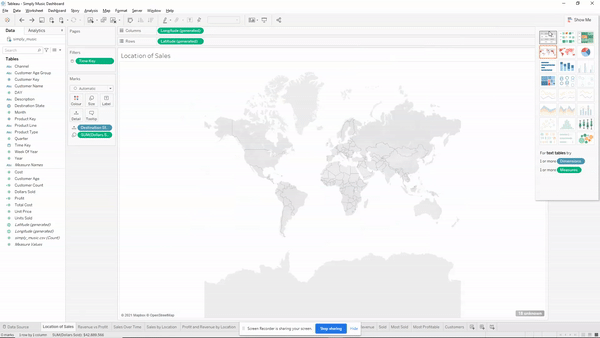 Tableau - Simply Music Dashboard
File Data Worksheet Dashboard Story Analysis Map Format Server Window Help
Show Me
Data Analytics
simply_music
Search
Tables
Channel
Customer Age Group
Customer Key
Customer Name
DAT
Description
Destination State
Month
Product Key
Product Line
Product Type
Quarter
Time Key
Week Of Year
Year
Measure Names
Cost
Customer Age
Customer Count
Dollars Sold
Profit
Total Cost
Unit Price
Units Sold
Latitude (generated)
Longitude (generated)
simply_music.csv (Count)
Measure Values
Pages
Filters
Time Key
Marks
Automatic
Colour Size Label
Detail Tooltip
Destination St..
SUM(Dollars S..
Columns Longitude (generated)
Rows Latitude (generated)
Location of Sales
© 2021 Mapbox © OpenStreetMap
For text tables try
1 or more Dimensions
1 or more Measures
Data Source Location of Sales Revenue vs Profit Sales Over Time Sales by Location Profit and Revenue by Location
Revenue Sold Most Sold Most Profitable Customers
Screen Recorder is sharing your screen. Stop sharing Hide